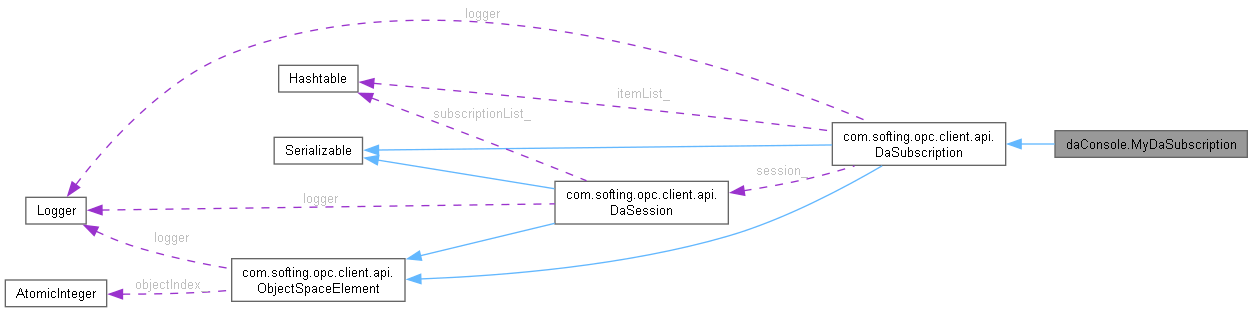 logger
Hashtable
itemList_
subscriptionList_
com.softing.opc.client.api.
DaSubscription
daConsole.MyDaSubscription
Serializable
session_
com.softing.opc.client.api.
DaSession
logger
Logger
logger
com.softing.opc.client.api.
ObjectSpaceElement
objectIndex_
AtomicInteger